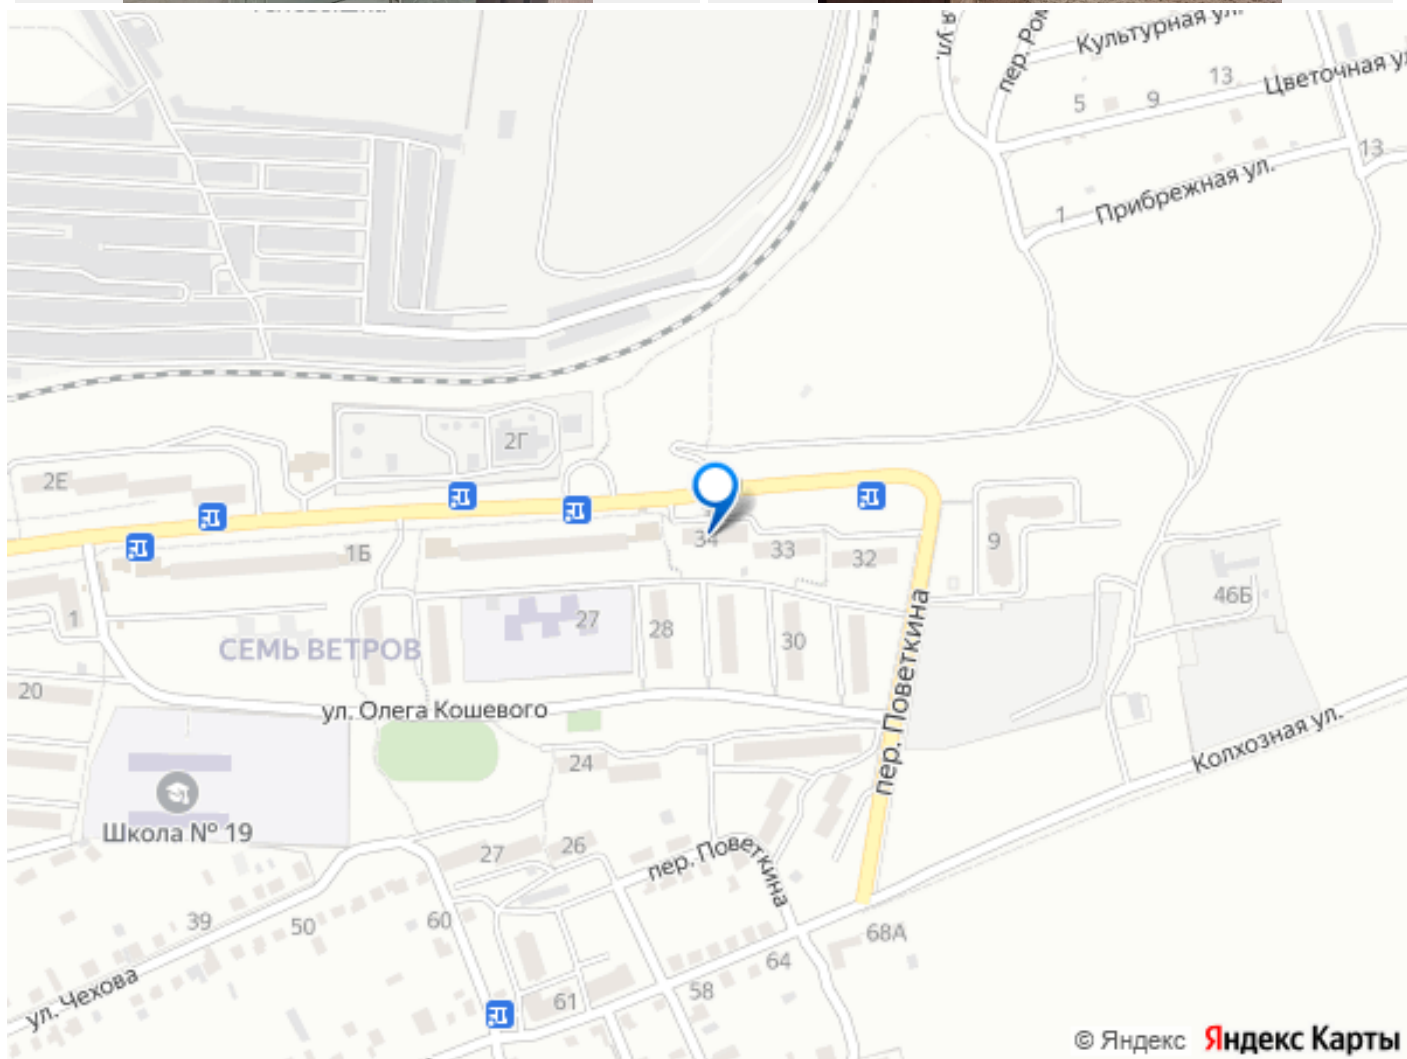 Культурная ул.
Цветочная ул
5
9
13
13
пер. Ром
я ул.
Прибрежная ул.
1
2Г
2Е
34
33
32
9
1Б
1
27
28
30
46Б
СЕМЬ ВЕТРОВ
20
ул. Олега Кошевого
пер. Поветкина
Колхозная ул.
24
Школа № 19
27
26
пер. Поветкина
39
50
60
68А
64
58
61
ул. Чехова
© Яндекс Яндекс Карты